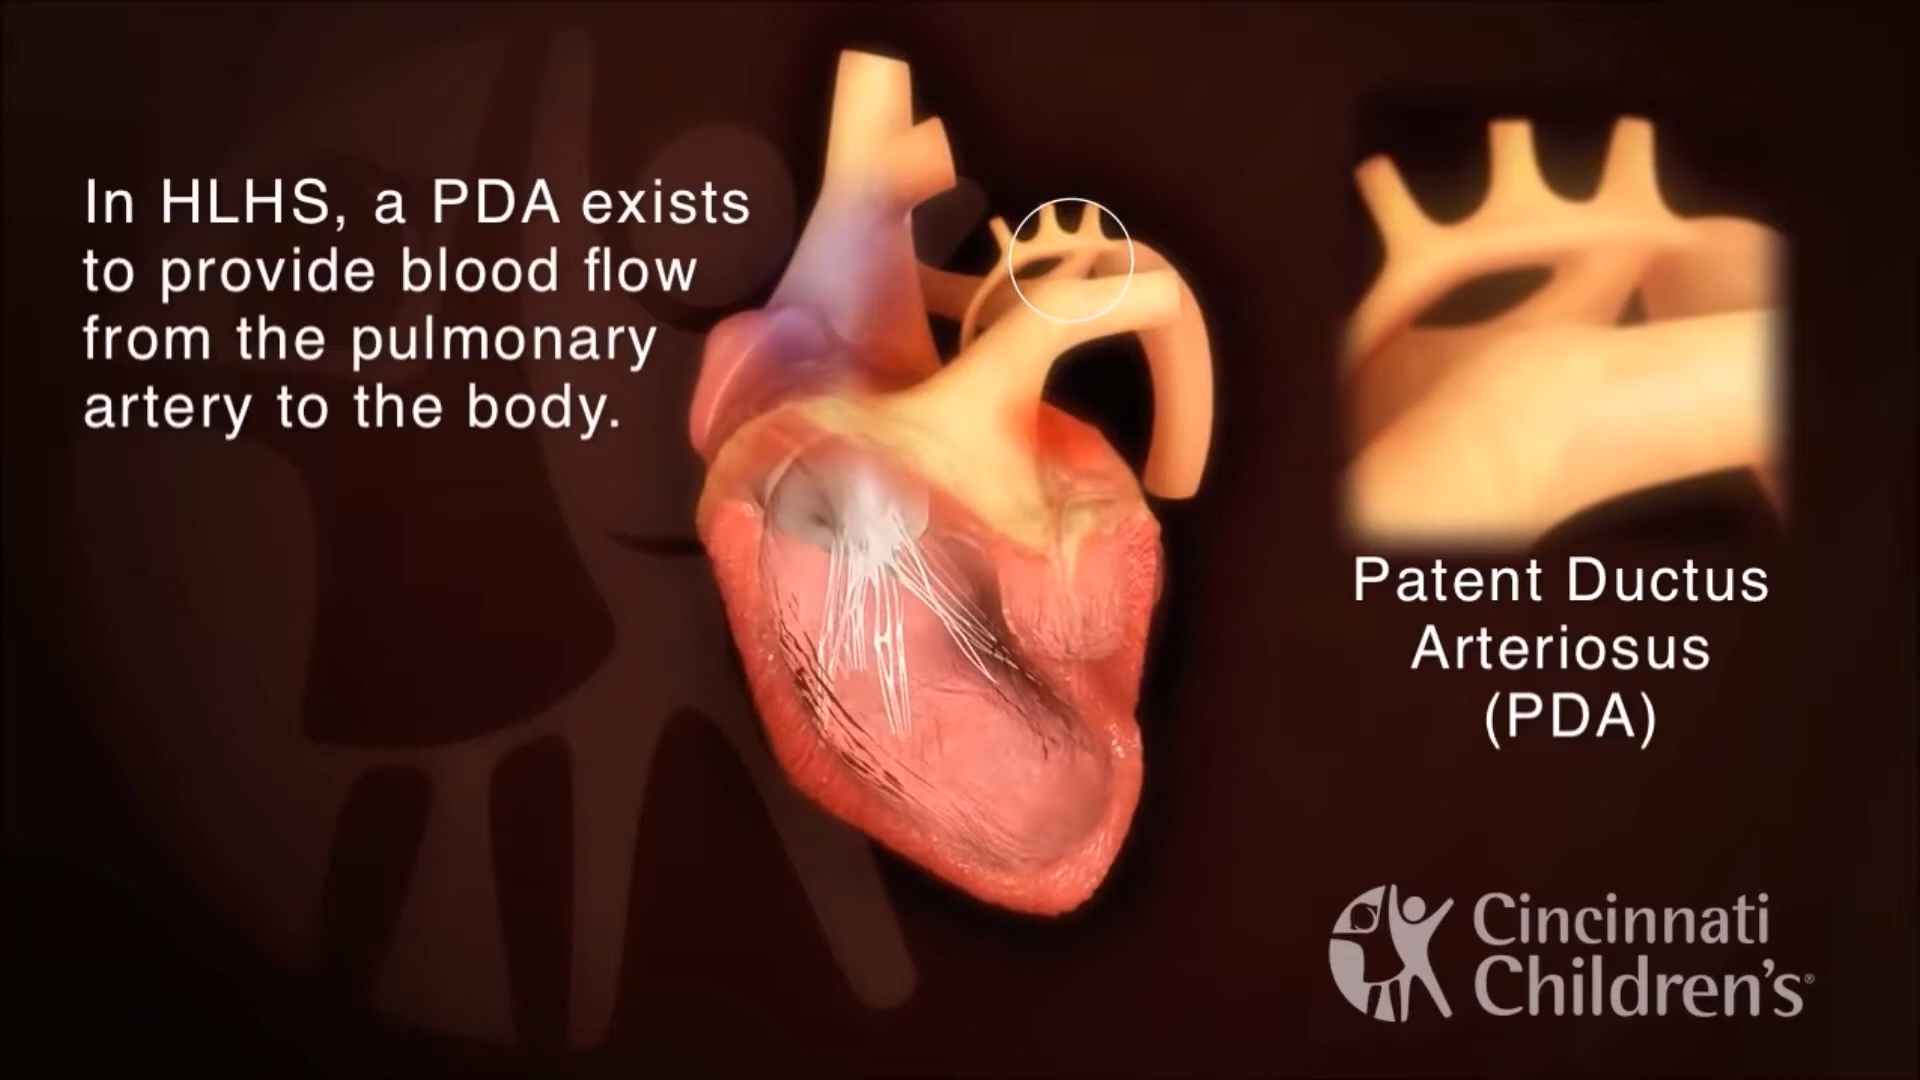 In HLHS, a PDA exists
to provide blood flow
from the pulmonary
artery to the body.
Patent Ductus
Arteriosus
(PDA)
Cincinnati
Children's®